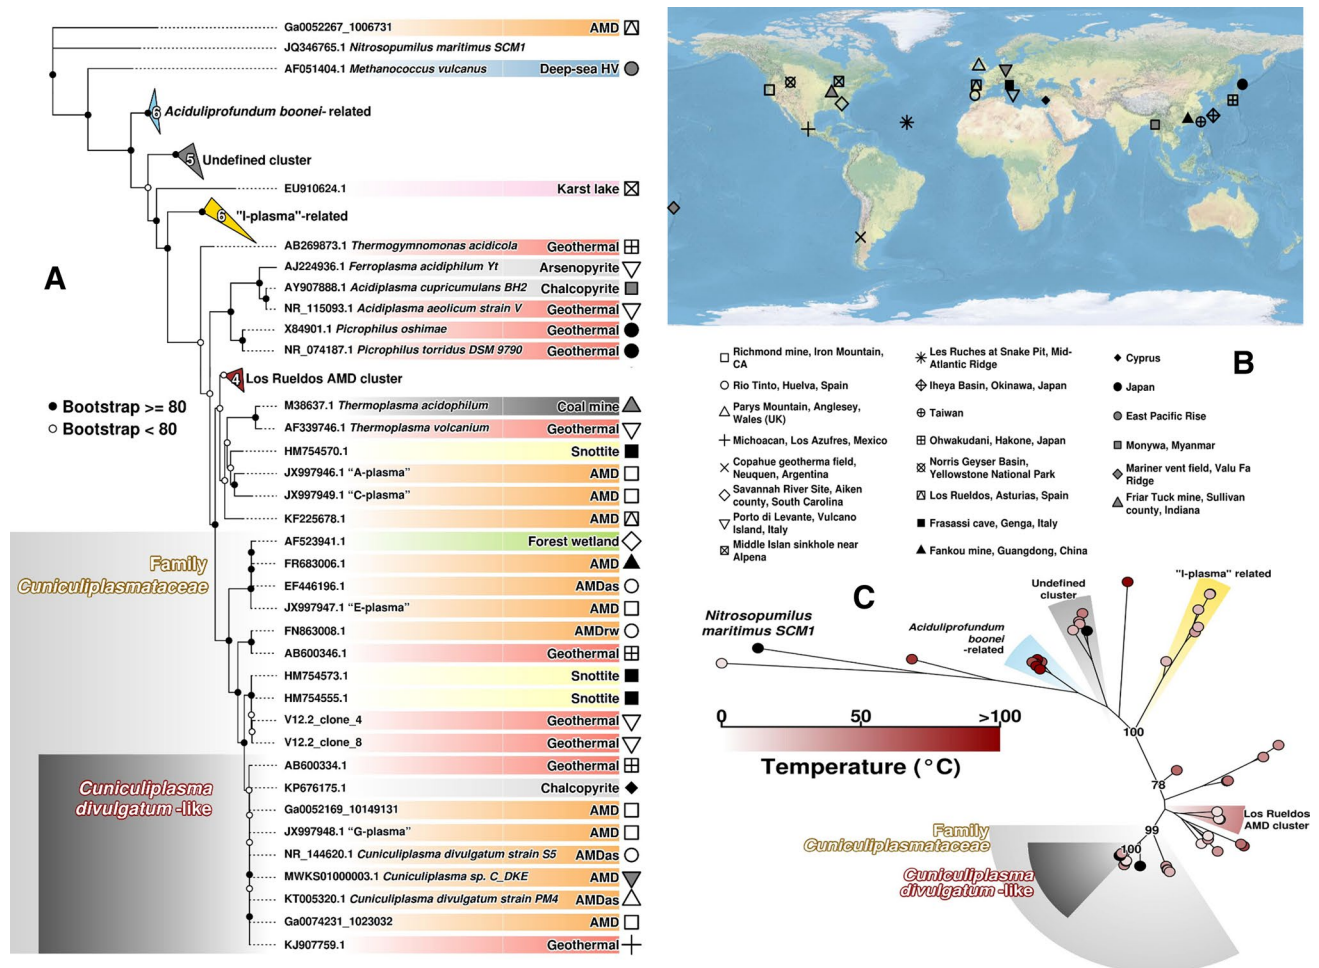 Ga0052267_1006731 AMD
JQ346765.1 Nitrosopumilus maritimus SCM1
AF051404.1 Methanococcus vulcanus Deep-sea HV
6 Aciduliprofundum boonei- related
5 Undefined cluster
EU910624.1 Karst lake
6 "I-plasma"-related
AB269873.1 Thermogymnomonas acidicola Geothermal
A
AJ224936.1 Ferroplasma acidiphilum Yt Arsenopyrite
AY907888.1 Acidiplasma cupricumulans BH2 Chalcopyrite
NR_115093.1 Acidiplasma aeolicum strain V Geothermal
X84901.1 Picrophilus oshimae Geothermal
NR_074187.1 Picrophilus torridus DSM 9790 Geothermal
4 Los Rueldos AMD cluster
Bootstrap >= 80
Bootstrap < 80
M38637.1 Thermoplasma acidophilum Coal mine
AF339746.1 Thermoplasma volcanium Geothermal
HM754570.1 Snottite
JX997946.1 “A-plasma” AMD
JX997949.1 “C-plasma” AMD
KF225678.1 AMD
Family
Cuniculiplasmataceae
AF523941.1 Forest wetland
FR683006.1 AMD
EF446196.1 AMDas
JX997947.1 “E-plasma” AMD
FN863008.1 AMDrw
AB600346.1 Geothermal
HM754573.1 Snottite
HM754555.1 Snottite
V12.2_clone_4 Geothermal
V12.2_clone_8 Geothermal
Cuniculiplasma
divulgatum -like
AB600334.1 Geothermal
KP676175.1 Chalcopyrite
Ga0052169_10149131 AMD
JX997948.1 “G-plasma” AMD
NR_144620.1 Cuniculiplasma divulgatum strain S5 AMDas
MWKS01000003.1 Cuniculiplasma sp. C_DKE AMD
KT005320.1 Cuniculiplasma divulgatum strain PM4 AMDas
Ga0074231_1023032 AMD
KJ907759.1 Geothermal
B
Richmond mine, Iron Mountain,
CA
Rio Tinto, Huelva, Spain
Parys Mountain, Anglesey,
Wales (UK)
Michoacan, Los Azufres, Mexico
Copahue geotherma field,
Neuquen, Argentina
Savannah River Site, Aiken
county, South Carolina
Porto di Levante, Vulcano
Island, Italy
Middle Islan sinkhole near
Alpena
Les Ruches at Snake Pit, Mid-
Atlantic Ridge
Iheya Basin, Okinawa, Japan
Taiwan
Ohwakudani, Hakone, Japan
Norris Geyser Basin,
Yellowstone National Park
Los Rueldos, Asturias, Spain
Frasassi cave, Genga, Italy
Fankou mine, Guangdong, China
Cyprus
Japan
East Pacific Rise
Monywa, Myanmar
Mariner vent field, Valu Fa
Ridge
Friar Tuck mine, Sullivan
county, Indiana
C
Nitrosopumilus
maritimus SCM1
Aciduliprofundum
boonei
-related
Undefined
cluster
"I-plasma" related
0 50 >100
Temperature (°C)
100
78
99
100
Los Rueldos
AMD cluster
Family
Cuniculiplasmataceae
Cuniculiplasma
divulgatum -like